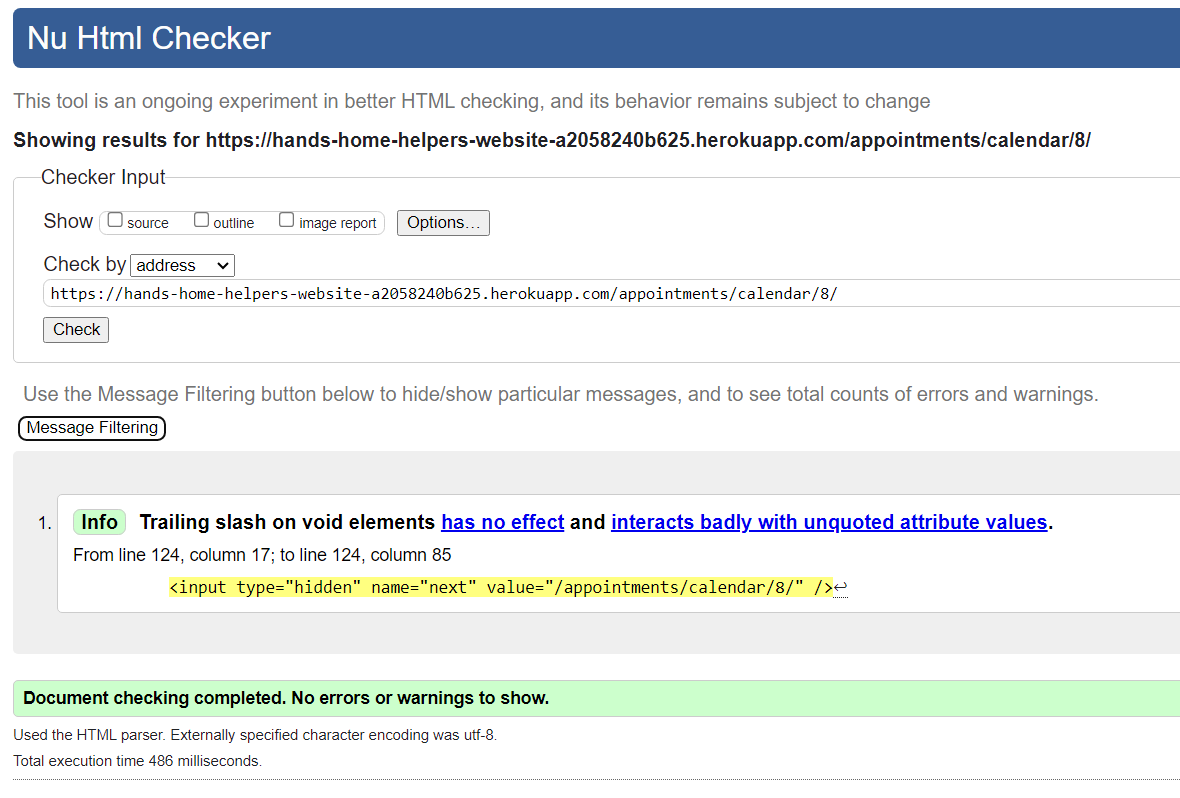 Nu Html Checker
This tool is an ongoing experiment in better HTML checking, and its behavior remains subject to change
Showing results for https://hands-home-helpers-website-a2058240b625.herokuapp.com/appointments/calendar/8/
Checker Input
Show source outline image report Options...
Check by address
https://hands-home-helpers-website-a2058240b625.herokuapp.com/appointments/calendar/8/
Check
Use the Message Filtering button below to hide/show particular messages, and to see total counts of errors and warnings.
Message Filtering
1. Info Trailing slash on void elements has no effect and interacts badly with unquoted attribute values.
From line 124, column 17; to line 124, column 85
<input type="hidden" name="next" value="/appointments/calendar/8/" />↩
Document checking completed. No errors or warnings to show.
Used the HTML parser. Externally specified character encoding was utf-8.
Total execution time 486 milliseconds.